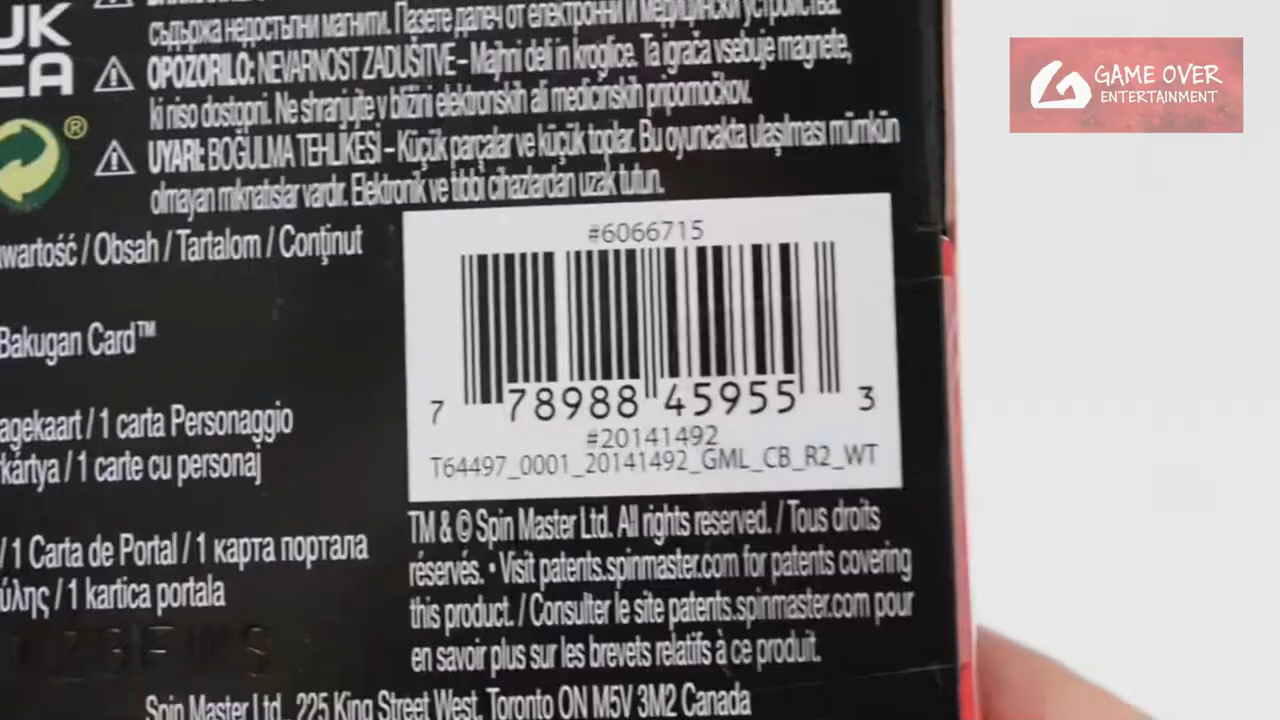 GAME OVER
ENTERTAINMENT
UK
CA
съдържа недостъпни магнити. Пазете далеч от електронни и медицински устройства.
OPOZORILO: NEVARNOST ZADUŠITVE – Majhni deli in kroglice. Ta igrača vsebuje magnete,
ki niso dostopni. Ne shranjujte v bližini elektronskih ali medicinskih pripomočkov.
UYARI: BOĞULMA TEHLİKESİ – Küçük parçalar ve küçük toplar. Bu oyuncakta ulaşılması mümkün
olmayan mıknatıslar vardır. Elektronik ve tıbbi cihazlardan uzak tutun.
®
awartość / Obsah / Tartalom / Conţinut
Bakugan Card™
agekaart / 1 carta Personaggio
rkártya / 1 carte cu personaj
/ 1 Carta de Portal / 1 карта портала
ύλης / 1 kartica portala
#6066715
7 78988 45955 3
#20141492
T64497_0001_20141492_GML_CB_R2_WT
TM & © Spin Master Ltd. All rights reserved. / Tous droits
réservés. • Visit patents.spinmaster.com for patents covering
this product. / Consulter le site patents.spinmaster.com pour
en savoir plus sur les brevets relatifs à ce produit.
Spin Master Ltd., 225 King Street West, Toronto ON M5V 3M2 Canada